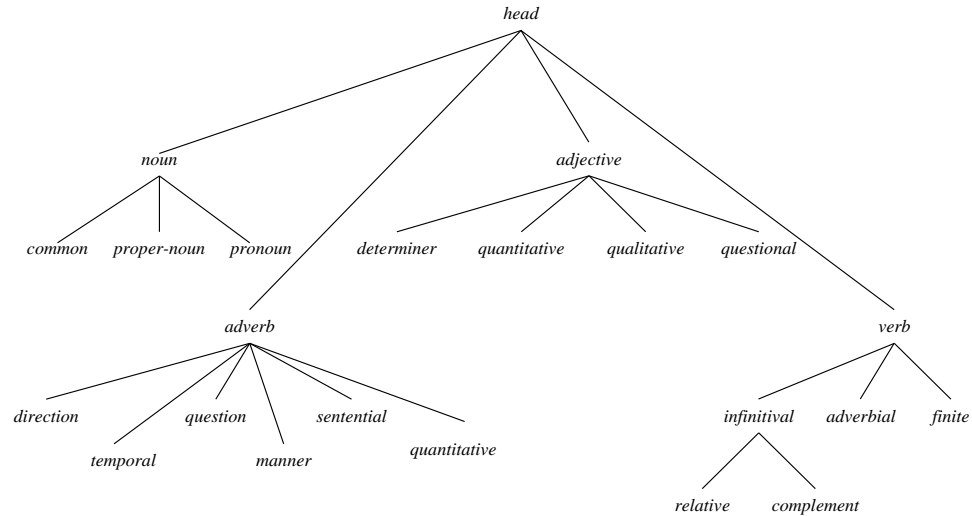 head
noun
adjective
common proper-noun pronoun
determiner quantitative qualitative questional
adverb
verb
direction question sentential
infinitival adverbial finite
quantitative
temporal manner
relative complement